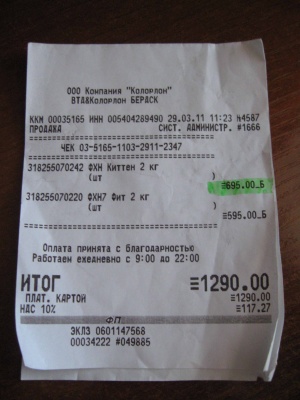 ООО Компания "Колорлон"
ВТА&Колорлон БЕРДСК
ККМ 00035165 ИНН 005404289490 29.03.11 11:23 №4587
ПРОДАЖА СИСТ. АДМИНИСТР. #1666
ЧЕК 03-5165-1103-2911-2347
318255070242 ФХН Киттен 2 кг
(шт
≡695.00_Б
318255070220 ФХН7 Фит 2 кг
(шт
≡595.00_Б
Оплата принята с благодарностью
Работаем ежедневно с 9:00 до 22:00
ИТОГ ≡1290.00
ПЛАТ. КАРТОЙ ≡1290.00
НДС 10% ≡117.27
ФП
ЭКЛЗ 0601147568
00034222 #049885